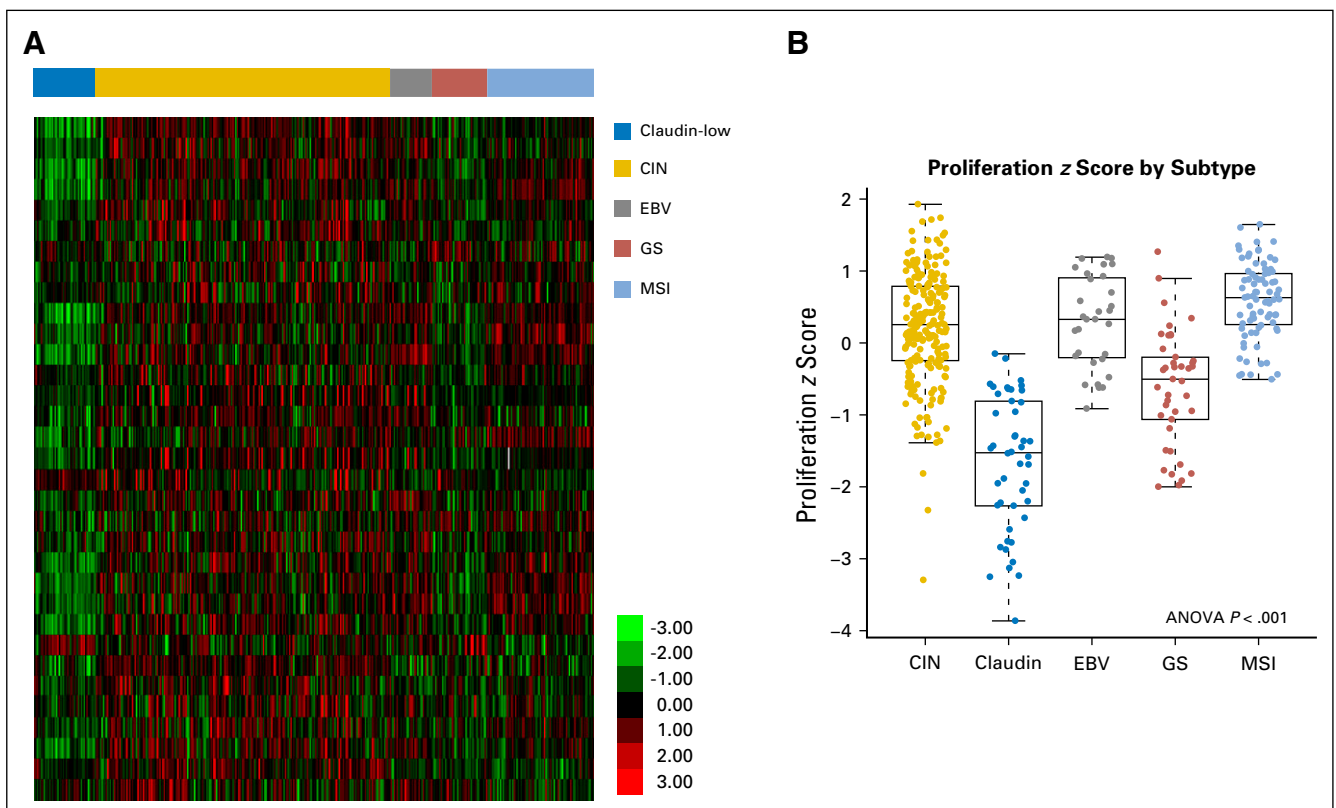 A
B
Claudin-low
CIN
EBV
GS
MSI
-3.00
-2.00
-1.00
0.00
1.00
2.00
3.00
Proliferation z Score by Subtype
Proliferation z Score
2
1
0
−1
−2
−3
−4
ANOVA P < .001
CIN Claudin EBV GS MSI